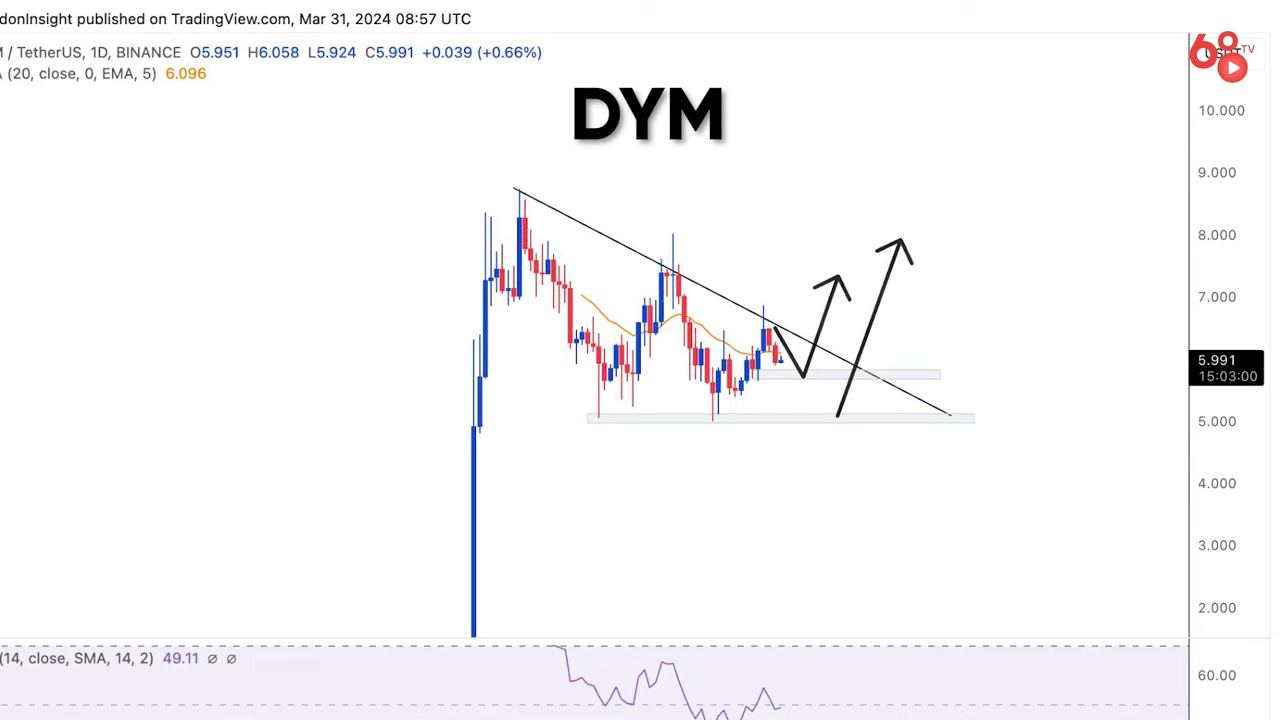 donInsight published on TradingView.com, Mar 31, 2024 08:57 UTC
/ TetherUS, 1D, BINANCE O5.951 H6.058 L5.924 C5.991 +0.039 (+0.66%)
(20, close, 0, EMA, 5) 6.096
68 TV
DYM
10.000
9.000
8.000
7.000
5.991
15:03:00
5.000
4.000
3.000
2.000
(14, close, SMA, 14, 2) 49.11 ∅ ∅
60.00